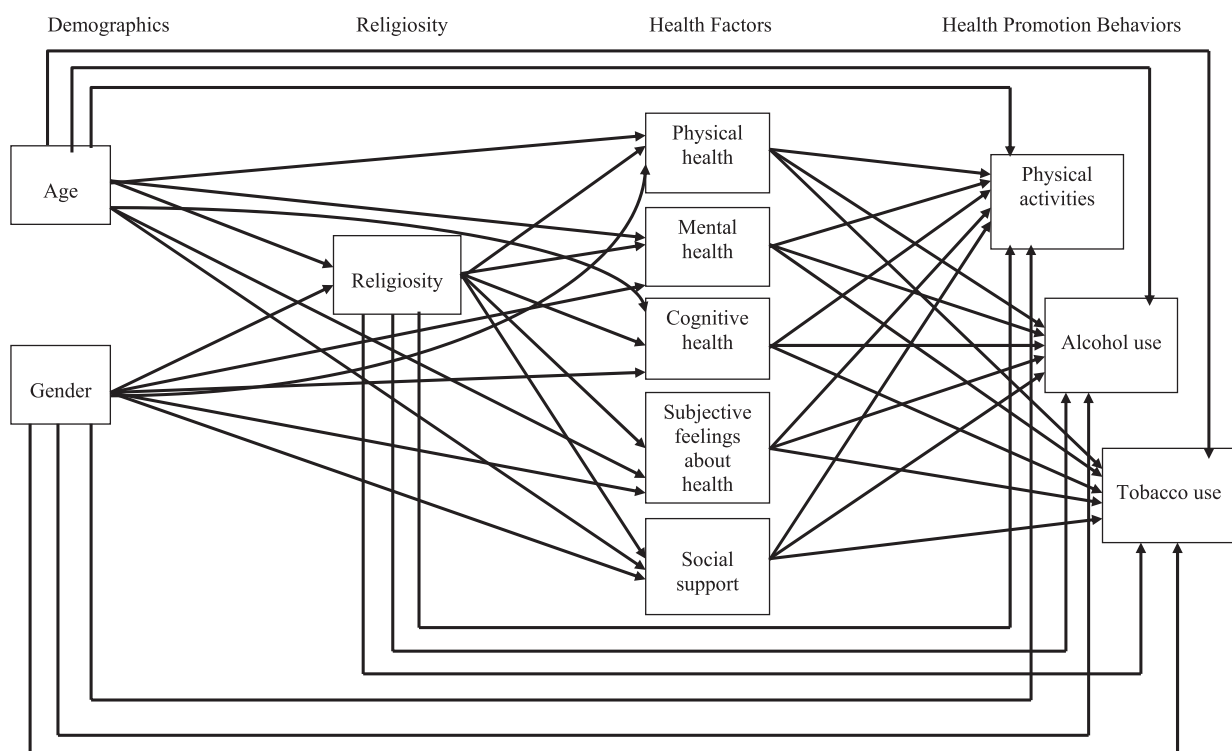 Demographics
Religiosity
Health Factors
Health Promotion Behaviors
Age
Gender
Religiosity
Physical
health
Mental
health
Cognitive
health
Subjective
feelings
about
health
Social
support
Physical
activities
Alcohol use
Tobacco use